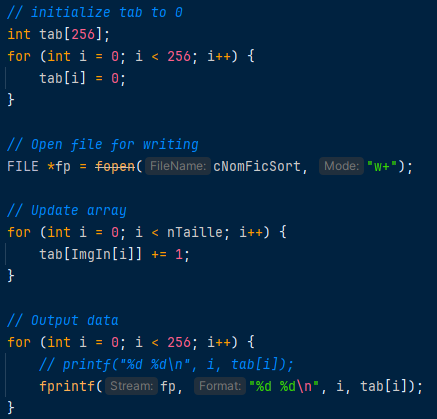 // initialize tab to 0
int tab[256];
for (int i = 0; i < 256; i++) {
    tab[i] = 0;
}

// Open file for writing
FILE *fp = fopen( FileName: cNomFicSort, Mode: "w+");

// Update array
for (int i = 0; i < nTaille; i++) {
    tab[ImgIn[i]] += 1;
}

// Output data
for (int i = 0; i < 256; i++) {
    // printf("%d %d\n", i, tab[i]);
    fprintf( Stream: fp, Format: "%d %d\n", i, tab[i]);
}